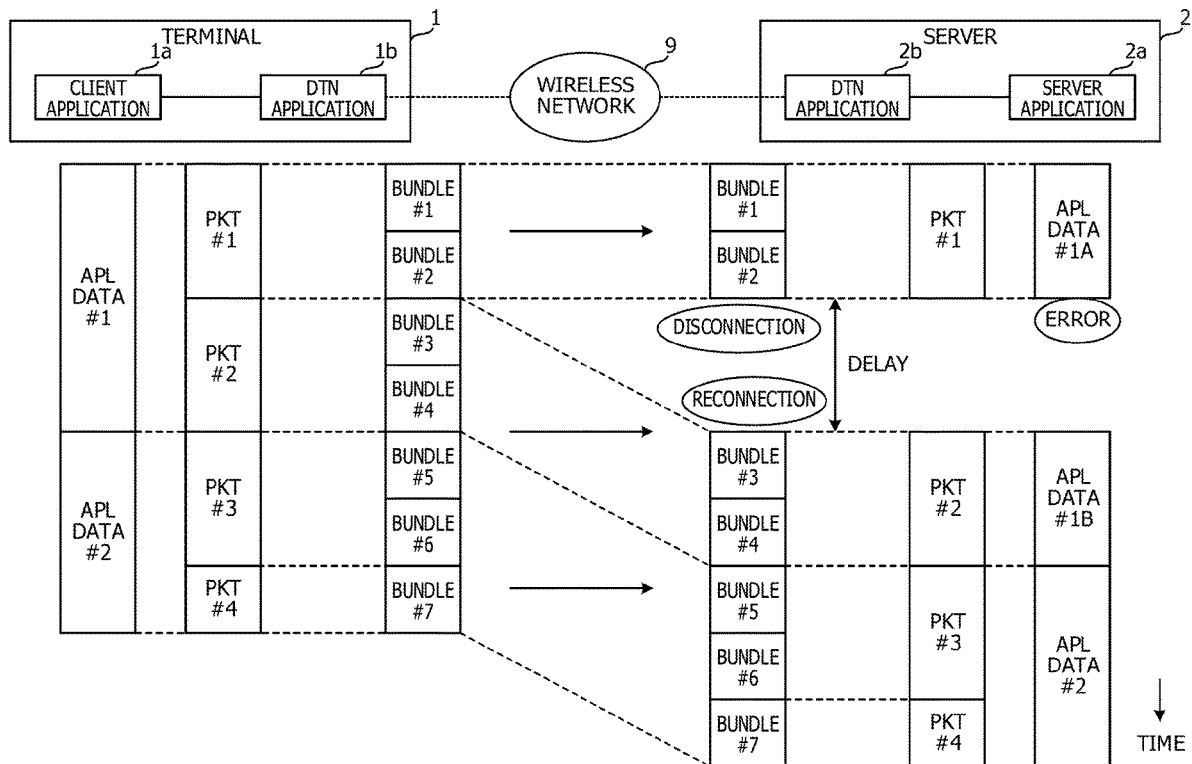 1
TERMINAL
1a
CLIENT
APPLICATION
1b
DTN
APPLICATION
9
WIRELESS
NETWORK
2
SERVER
2b
DTN
APPLICATION
2a
SERVER
APPLICATION
APL
DATA
#1
APL
DATA
#2
PKT
#1
PKT
#2
PKT
#3
PKT
#4
BUNDLE
#1
BUNDLE
#2
BUNDLE
#3
BUNDLE
#4
BUNDLE
#5
BUNDLE
#6
BUNDLE
#7
BUNDLE
#1
BUNDLE
#2
DISCONNECTION
RECONNECTION
DELAY
BUNDLE
#3
BUNDLE
#4
BUNDLE
#5
BUNDLE
#6
BUNDLE
#7
PKT
#1
PKT
#2
PKT
#3
PKT
#4
APL
DATA
#1A
ERROR
APL
DATA
#1B
APL
DATA
#2
TIME